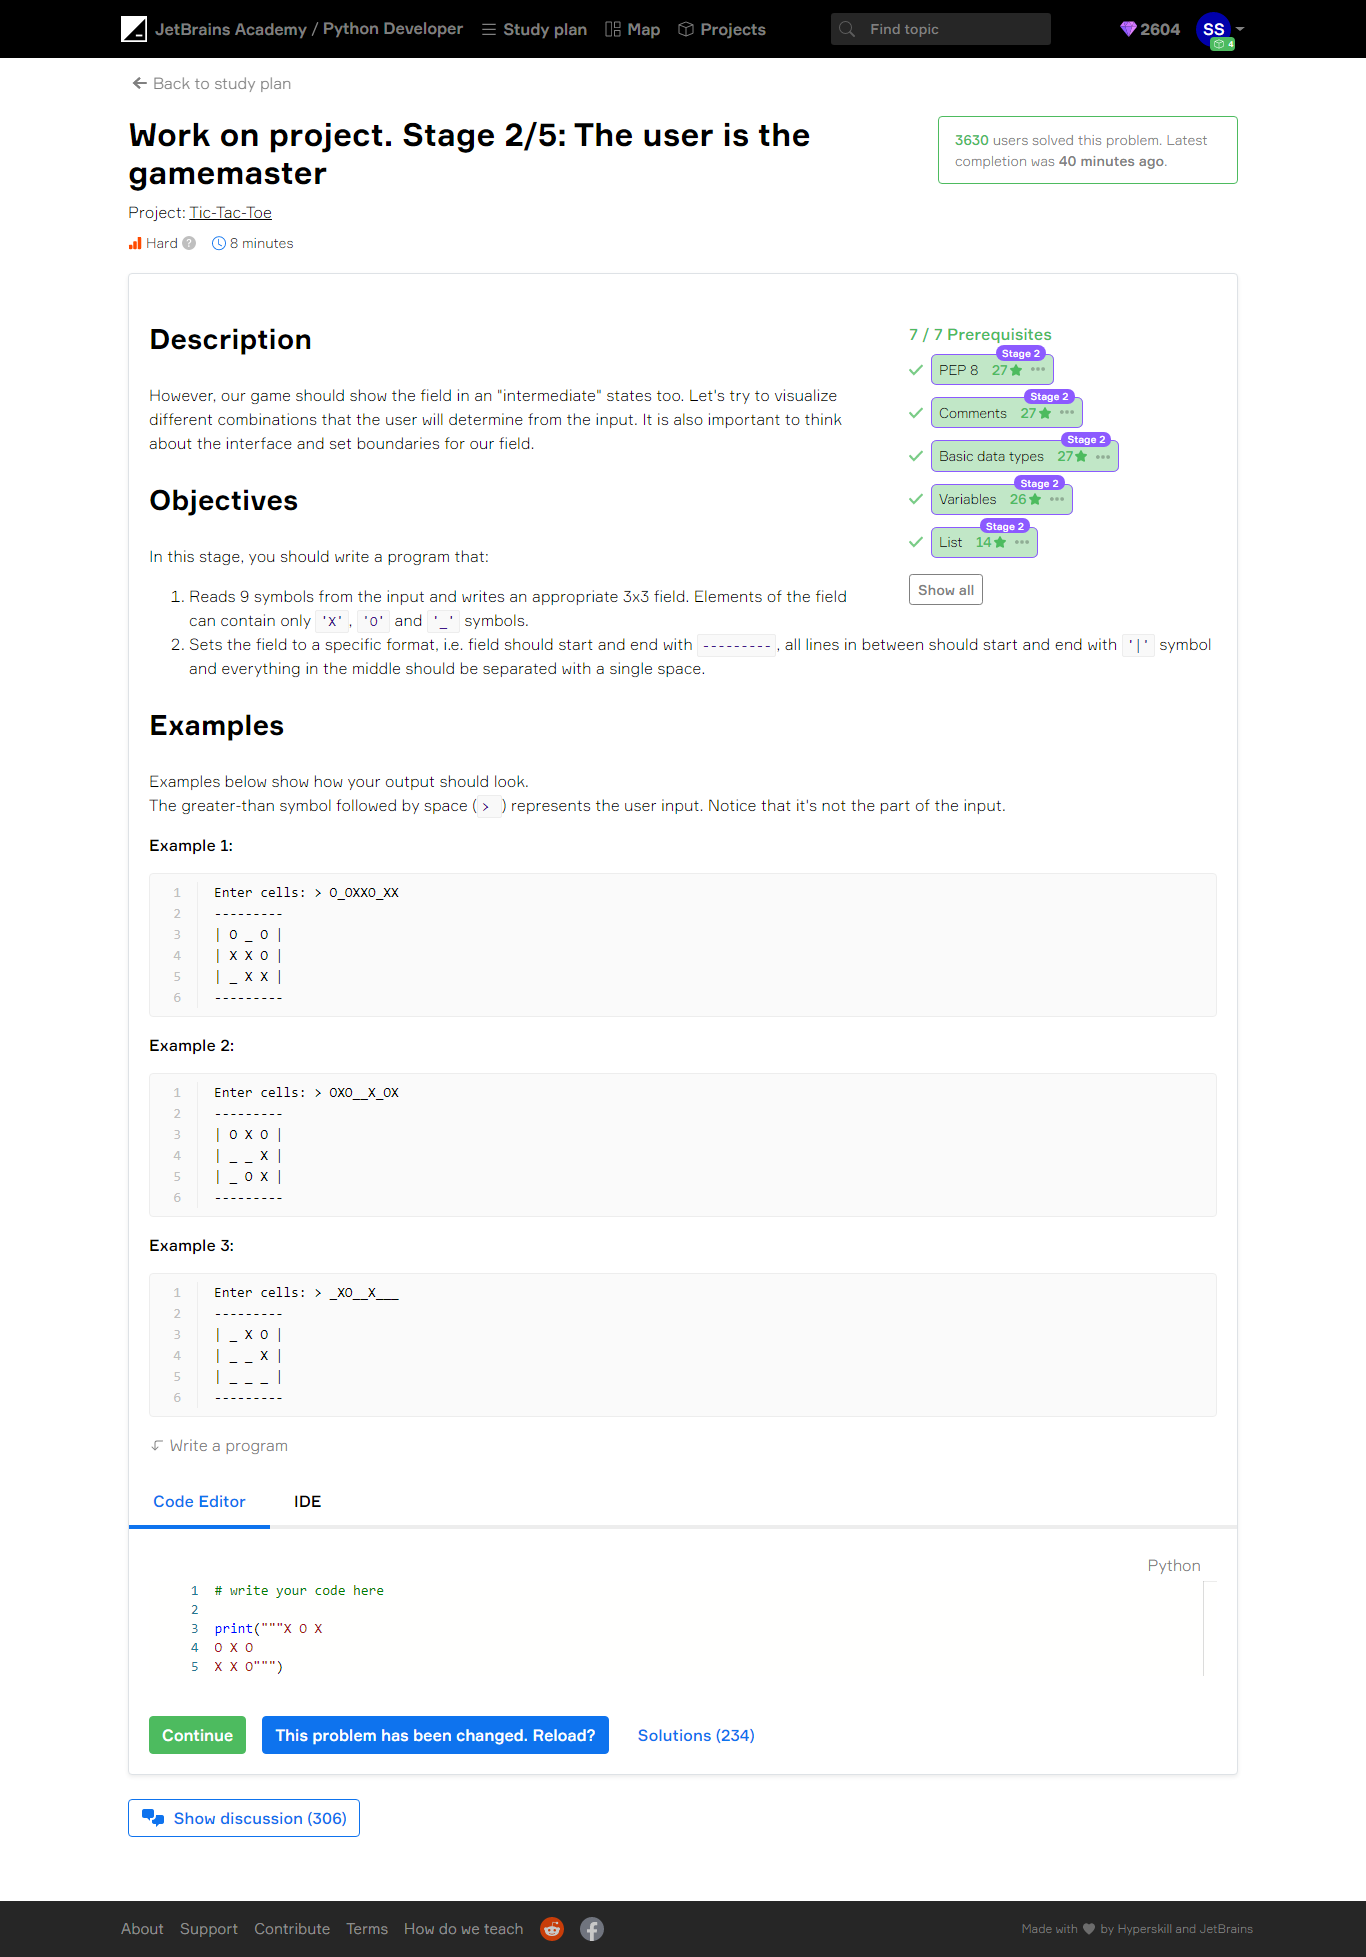 JetBrains Academy / Python Developer Study plan Map Projects Find topic 2604 SS 4
Back to study plan
Work on project. Stage 2/5: The user is the
gamemaster
3630 users solved this problem. Latest
completion was 40 minutes ago.
Project: Tic-Tac-Toe
Hard ? 8 minutes
Description
However, our game should show the field in an "intermediate" states too. Let's try to visualize
different combinations that the user will determine from the input. It is also important to think
about the interface and set boundaries for our field.
7 / 7 Prerequisites
Stage 2
PEP 8 27
Stage 2
Comments 27
Stage 2
Basic data types 27
Stage 2
Variables 26
Stage 2
List 14
Show all
Objectives
In this stage, you should write a program that:
1. Reads 9 symbols from the input and writes an appropriate 3x3 field. Elements of the field
can contain only 'X', 'O' and '_' symbols.
2. Sets the field to a specific format, i.e. field should start and end with ---------, all lines in between should start and end with '|' symbol
and everything in the middle should be separated with a single space.
Examples
Examples below show how your output should look.
The greater-than symbol followed by space (> ) represents the user input. Notice that it's not the part of the input.
Example 1:
1 Enter cells: > O_OXXO_XX
2 ---------
3 | O _ O |
4 | X X O |
5 | _ X X |
6 ---------
Example 2:
1 Enter cells: > OXO__X_OX
2 ---------
3 | O X O |
4 | _ _ X |
5 | _ O X |
6 ---------
Example 3:
1 Enter cells: > _XO__X___
2 ---------
3 | _ X O |
4 | _ _ X |
5 | _ _ _ |
6 ---------
Write a program
Code Editor IDE
Python
1 # write your code here
2
3 print("""X O X
4 O X O
5 X X O""")
Continue This problem has been changed. Reload? Solutions (234)
Show discussion (306)
About Support Contribute Terms How do we teach Made with ♥ by Hyperskill and JetBrains